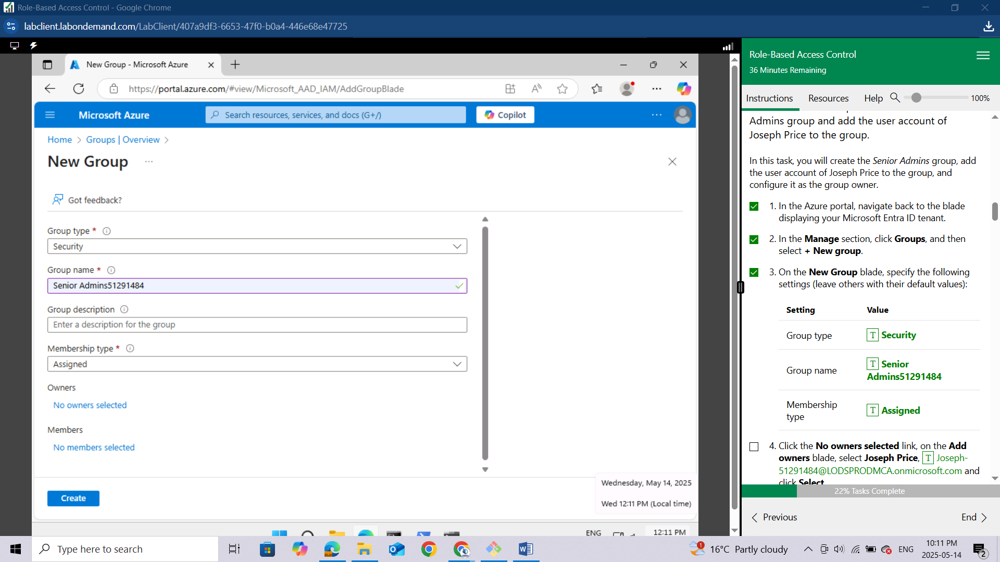 Role-Based Access Control - Google Chrome
labclient.labondemand.com/LabClient/407a9df3-6653-47f0-b0a4-446e68e47725
New Group - Microsoft Azure
https://portal.azure.com/#view/Microsoft_AAD_IAM/AddGroupBlade
Microsoft Azure
Search resources, services, and docs (G+/)
Copilot
Home > Groups | Overview >
New Group
Got feedback?
Group type *
Security
Group name *
Senior Admins51291484
Group description
Enter a description for the group
Membership type *
Assigned
Owners
No owners selected
Members
No members selected
Create
Wednesday, May 14, 2025
Wed 12:11 PM (Local time)
ENG
12:11 PM
Role-Based Access Control
36 Minutes Remaining
Instructions
Resources
Help
100%
Admins group and add the user account of
Joseph Price to the group.
In this task, you will create the Senior Admins group, add
the user account of Joseph Price to the group, and
configure it as the group owner.
1. In the Azure portal, navigate back to the blade
displaying your Microsoft Entra ID tenant.
2. In the Manage section, click Groups, and then
select + New group.
3. On the New Group blade, specify the following
settings (leave others with their default values):
Setting Value
Group type T Security
Group name T Senior
Admins51291484
Membership
type T Assigned
4. Click the No owners selected link, on the Add
owners blade, select Joseph Price, T Joseph-
51291484@LODSPRODMCA.onmicrosoft.com and
click Select
22% Tasks Complete
Previous
End
Type here to search
1
16°C Partly cloudy
ENG
10:11 PM
2025-05-14
2